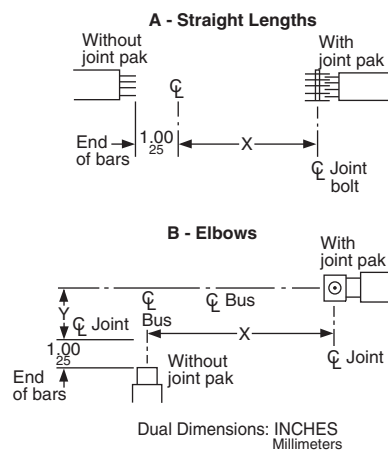 A - Straight Lengths
Without
joint pak
With
joint pak
℄
End
of bars
1.00
25
X
℄ Joint
bolt
B - Elbows
With
joint pak
℄
Bus
℄ Bus
Y
℄ Joint
X
1.00
25
Without
joint pak
℄
Joint
End
of bars
Dual Dimensions: INCHES
Millimeters